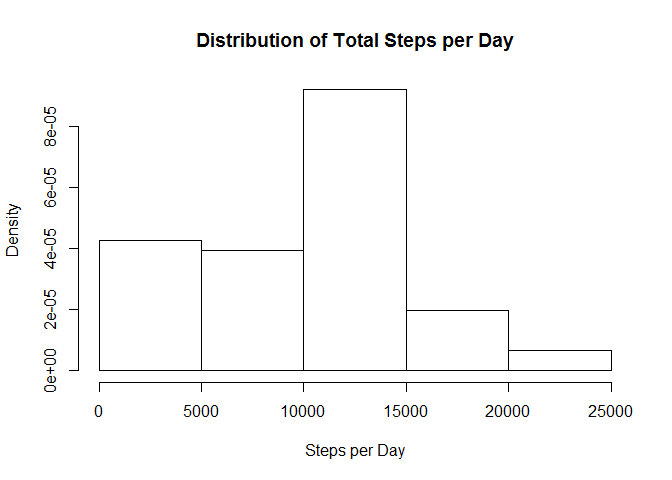 Distribution of Total Steps per Day
Density
8e-05
6e-05
4e-05
2e-05
0e+00
0 5000 10000 15000 20000 25000
Steps per Day